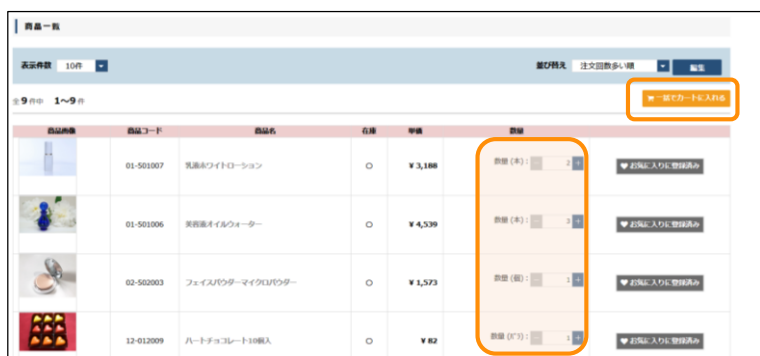 商品一覧
表示件数 10件 並び替え 注文回数多い順 編集
全9件中 1〜9件 一括でカートに入れる
商品画像 商品コード 商品名 在庫 単価 数量
01-501007 乳液ホワイトローション ○ ¥ 3,188 数量 (本) : − 2 + お気に入りに登録済み
01-501006 美容液オイルウォーター ○ ¥ 4,539 数量 (本) : − 3 + お気に入りに登録済み
02-502003 フェイスパウダーマイクロパウダー ○ ¥ 1,573 数量 (個) : − 1 + お気に入りに登録済み
12-012009 ハートチョコレート10個入 ○ ¥ 82 数量 : − 1 + お気に入りに登録済み